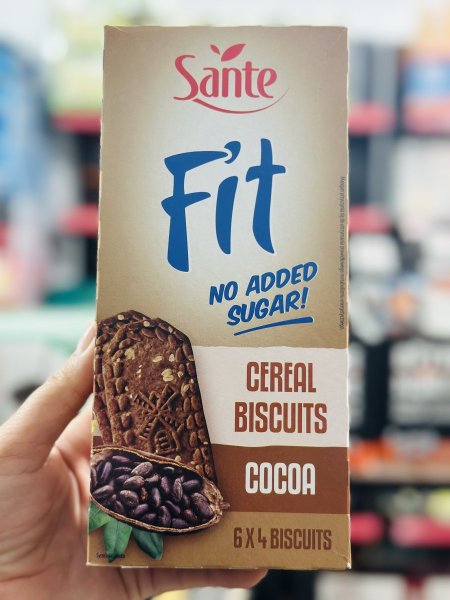 Sante
Fit
NO ADDED
SUGAR!
CEREAL
BISCUITS
COCOA
6 X 4 BISCUITS